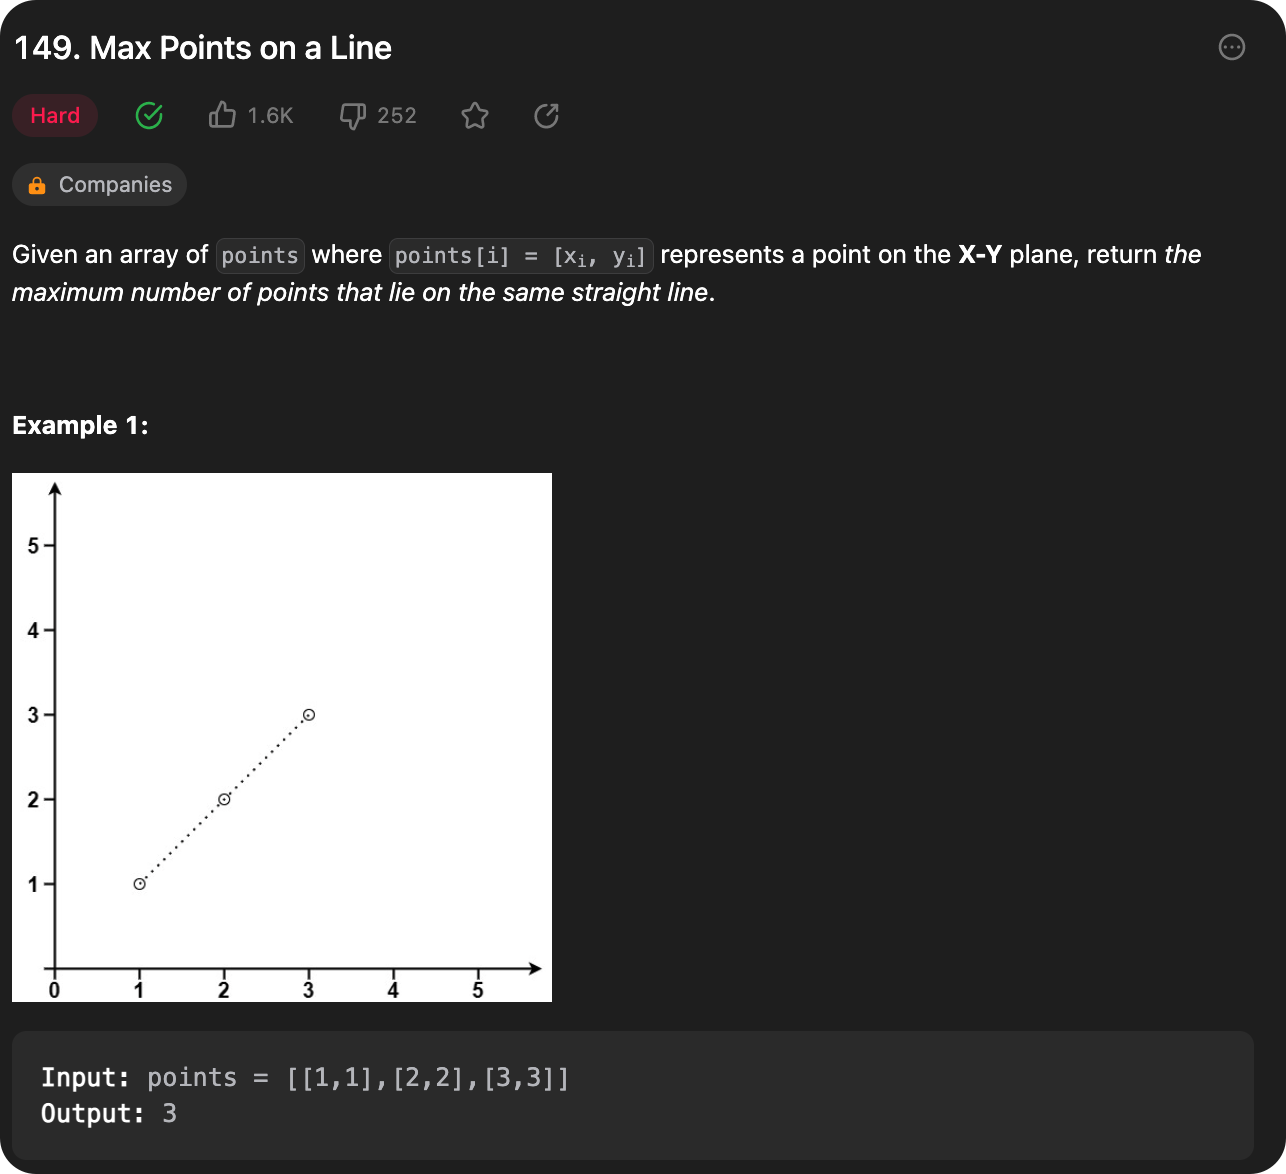 149. Max Points on a Line
Hard 1.6K 252
Companies
Given an array of points where points[i] = [xᵢ, yᵢ] represents a point on the X-Y plane, return the
maximum number of points that lie on the same straight line.
Example 1:
5
4
3
2
1
0 1 2 3 4 5
Input: points = [[1,1],[2,2],[3,3]]
Output: 3